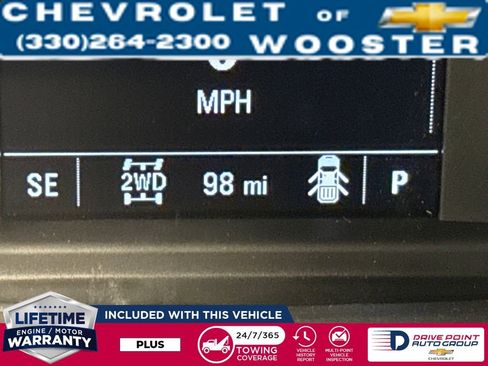 CHEVROLET OF
(330)264-2300 WOOSTER
MPH
SE 2WD 98 mi P
LIFETIME
ENGINE / MOTOR
WARRANTY
INCLUDED WITH THIS VEHICLE
PLUS
24/7/365
TOWING
COVERAGE
VEHICLE
HISTORY
REPORT
MULTI-POINT
VEHICLE
INSPECTION
DRIVE POINT
AUTO GROUP
CHEVROLET